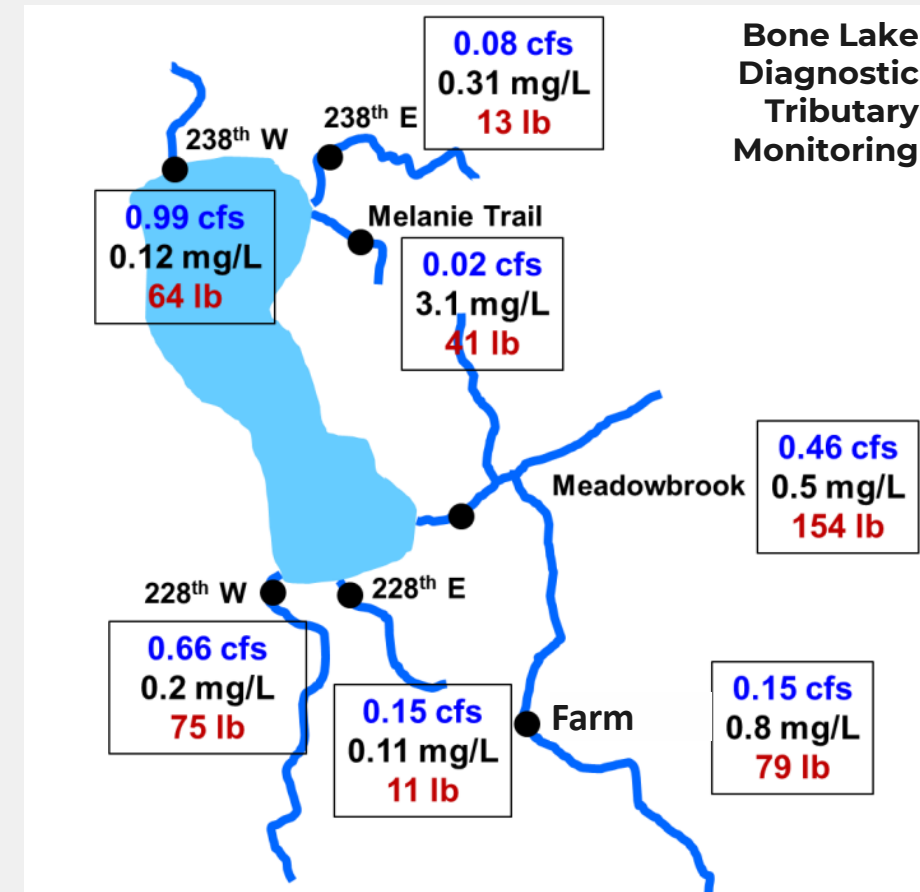 Bone Lake
Diagnostic
Tributary
Monitoring
0.08 cfs
0.31 mg/L
13 lb
238th E
238th W
0.99 cfs
0.12 mg/L
64 lb
Melanie Trail
0.02 cfs
3.1 mg/L
41 lb
Meadowbrook
0.46 cfs
0.5 mg/L
154 lb
228th W
0.66 cfs
0.2 mg/L
75 lb
228th E
0.15 cfs
0.11 mg/L
11 lb
Farm
0.15 cfs
0.8 mg/L
79 lb